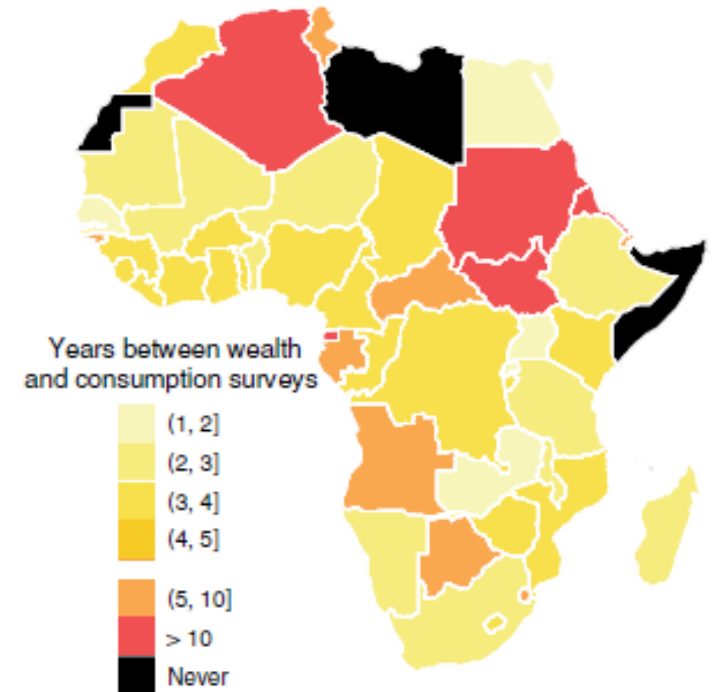 Years between wealth
and consumption surveys
(1, 2]
(2, 3]
(3, 4]
(4, 5]
(5, 10]
> 10
Never